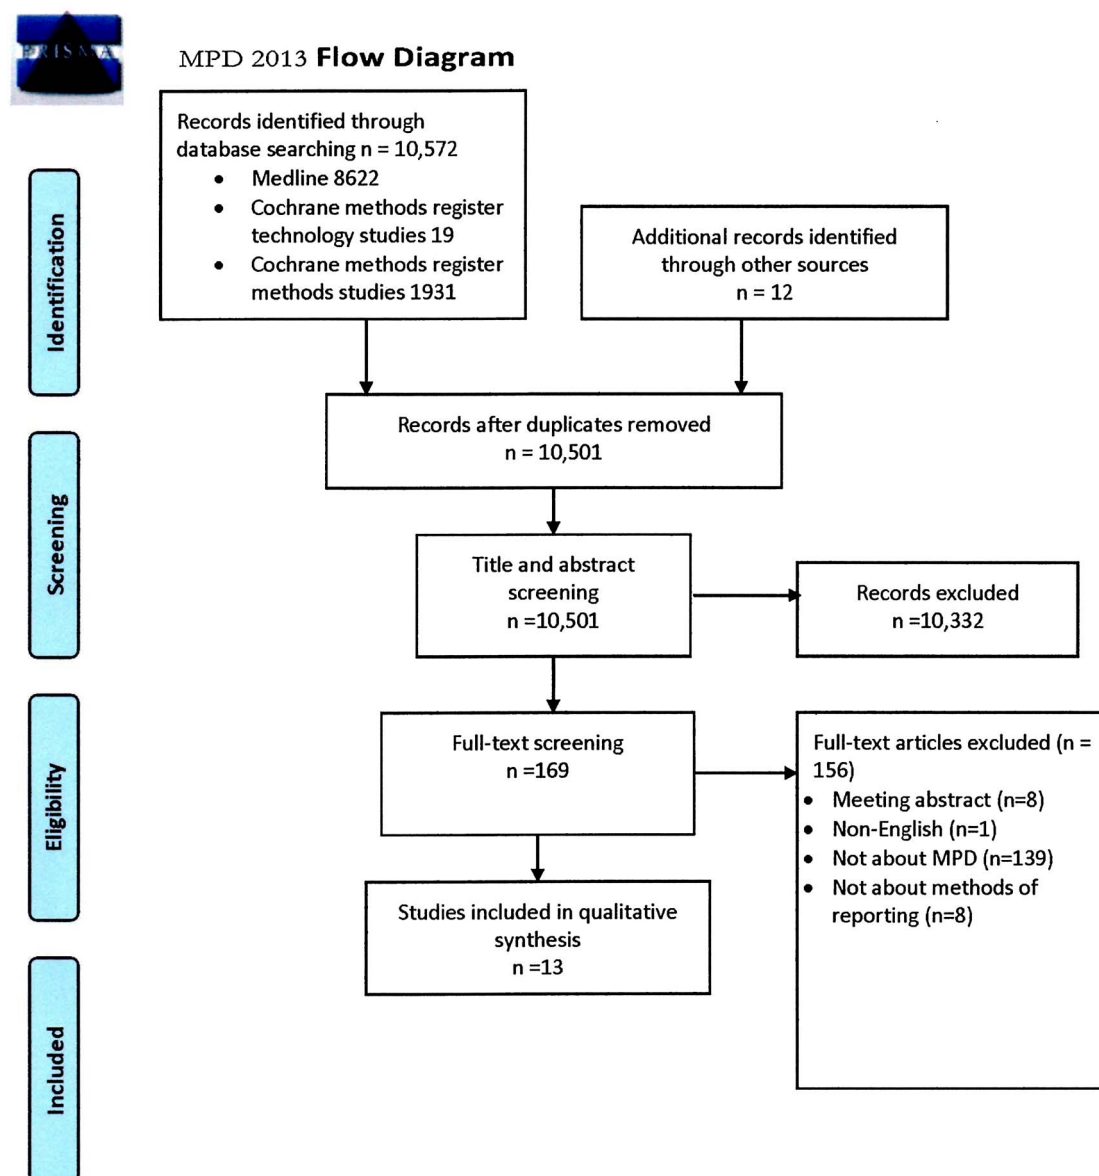 PRISMA
MPD 2013 Flow Diagram
Records identified through
database searching n = 10,572
• Medline 8622
• Cochrane methods register
technology studies 19
• Cochrane methods register
methods studies 1931
Additional records identified
through other sources
n = 12
Identification
Records after duplicates removed
n = 10,501
Screening
Title and abstract
screening
n =10,501
Records excluded
n =10,332
Eligibility
Full-text screening
n =169
Full-text articles excluded (n =
156)
• Meeting abstract (n=8)
• Non-English (n=1)
• Not about MPD (n=139)
• Not about methods of
reporting (n=8)
Studies included in qualitative
synthesis
n =13
Included